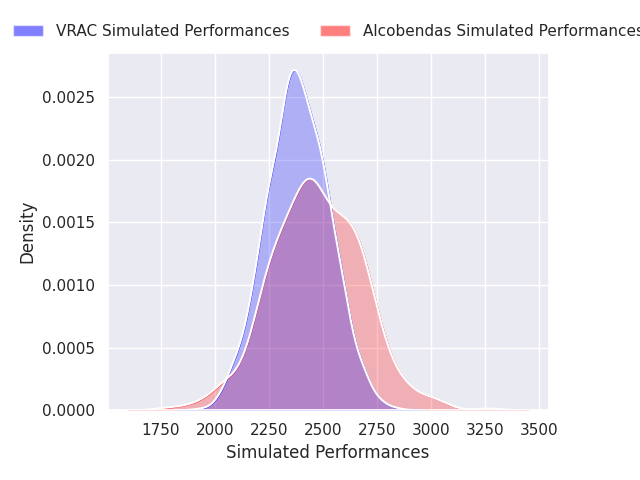 VRAC Simulated Performances
Alcobendas Simulated Performances
0.0025
0.0020
0.0015
0.0010
0.0005
0.0000
Density
1750 2000 2250 2500 2750 3000 3250 3500
Simulated Performances